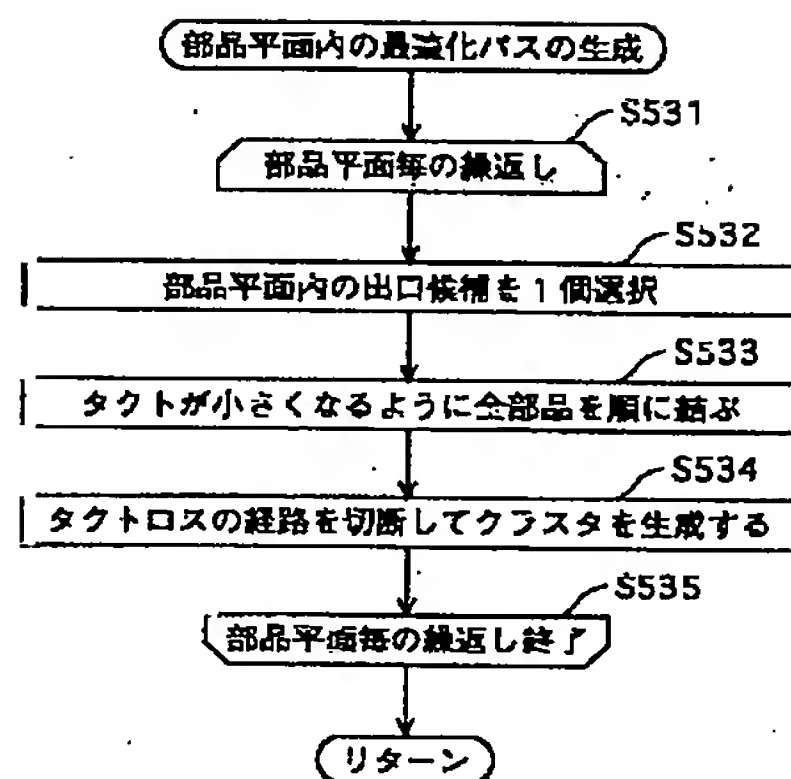 部品平面内の最適化パスの生成
S531
部品平面毎の繰返し
S532
部品平面内の出口候補を1個選択
S533
タクトが小さくなるように全部品を順に結ぶ
S534
タクトロスの経路を切断してクラスタを生成する
S535
部品平面毎の繰返し終了
リターン